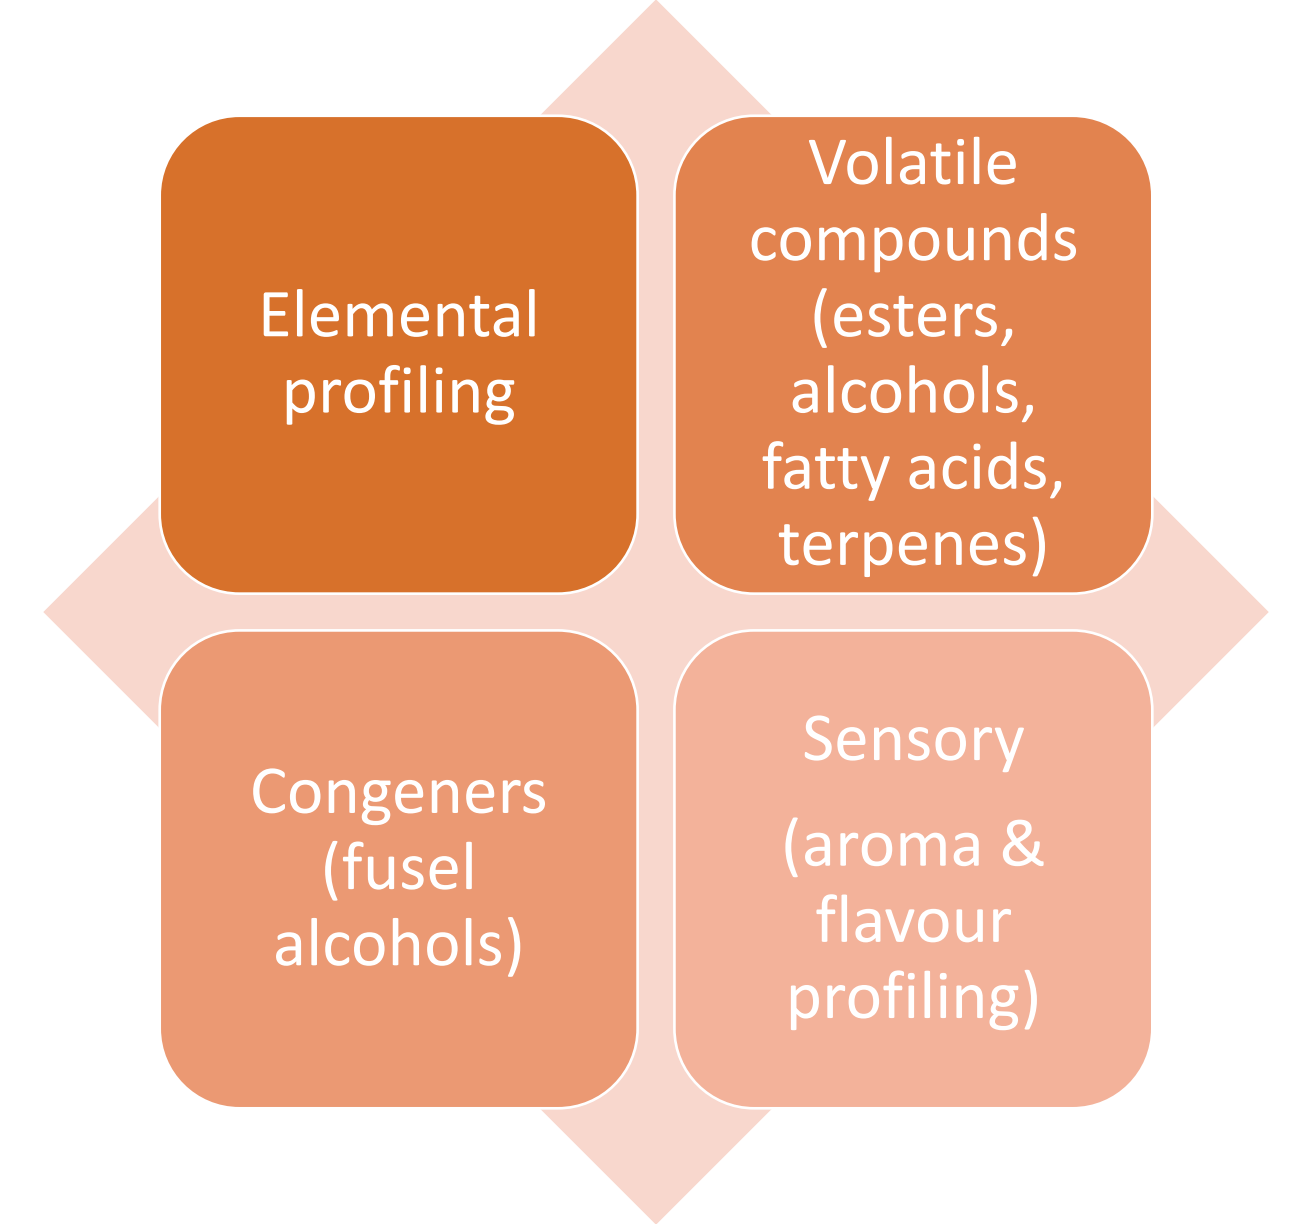 Elemental
profiling
Volatile
compounds
(esters,
alcohols,
fatty acids,
terpenes)
Congeners
(fusel
alcohols)
Sensory
(aroma &
flavour
profiling)